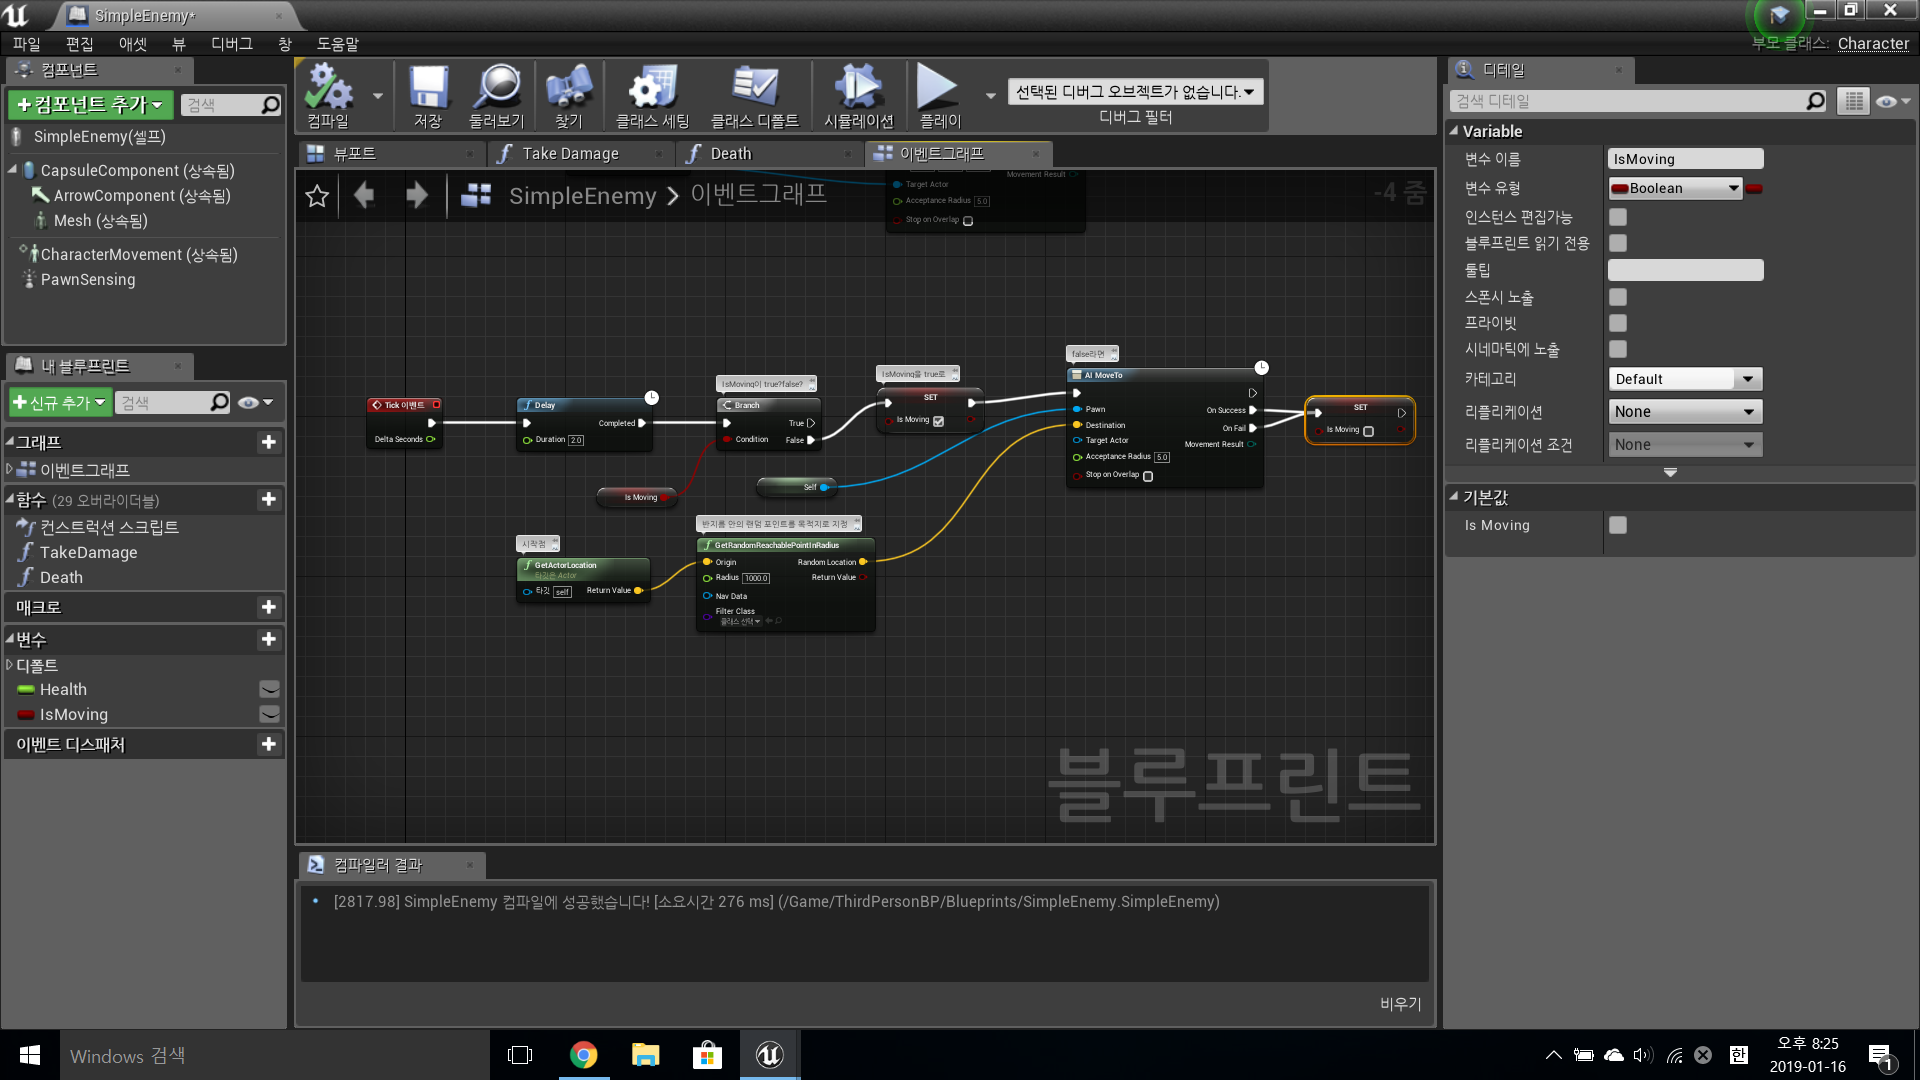 SimpleEnemy*
파일 편집 애셋 뷰 디버그 창 도움말
부모 클래스: Character
컴포넌트
+컴포넌트 추가
검색
SimpleEnemy(셀프)
CapsuleComponent (상속됨)
ArrowComponent (상속됨)
Mesh (상속됨)
CharacterMovement (상속됨)
PawnSensing
내 블루프린트
+신규 추가
검색
그래프
이벤트그래프
함수 (29 오버라이더블)
컨스트럭션 스크립트
TakeDamage
Death
매크로
변수
디폴트
Health
IsMoving
이벤트 디스패처
컴파일
저장
둘러보기
찾기
클래스 세팅
클래스 디폴트
시뮬레이션
플레이
선택된 디버그 오브젝트가 없습니다.
디버그 필터
뷰포트
Take Damage
Death
이벤트그래프
SimpleEnemy > 이벤트그래프
-4 줌
Movement Result
Target Actor
Acceptance Radius 5.0
Stop on Overlap
Tick 이벤트
Delta Seconds
Delay
Completed
Duration 2.0
IsMoving이 true?false?
Branch
True
Condition
False
Is Moving
IsMoving을 true로
SET
Is Moving
Self
false라면
AI MoveTo
Pawn
On Success
Destination
On Fail
Target Actor
Movement Result
Acceptance Radius 5.0
Stop on Overlap
SET
Is Moving
시작점
GetActorLocation
타깃은 Actor
타깃 self
Return Value
반지름 안의 랜덤 포인트를 목적지로 지정
GetRandomReachablePointInRadius
Origin
Random Location
Radius 1000.0
Return Value
Nav Data
Filter Class
클래스 선택
블루프린트
컴파일러 결과
[2817.98] SimpleEnemy 컴파일에 성공했습니다! [소요시간 276 ms] (/Game/ThirdPersonBP/Blueprints/SimpleEnemy.SimpleEnemy)
비우기
디테일
검색 디테일
Variable
변수 이름
IsMoving
변수 유형
Boolean
인스턴스 편집가능
블루프린트 읽기 전용
툴팁
스폰시 노출
프라이빗
시네마틱에 노출
카테고리
Default
리플리케이션
None
리플리케이션 조건
None
기본값
Is Moving
Windows 검색
한
오후 8:25
2019-01-16
1